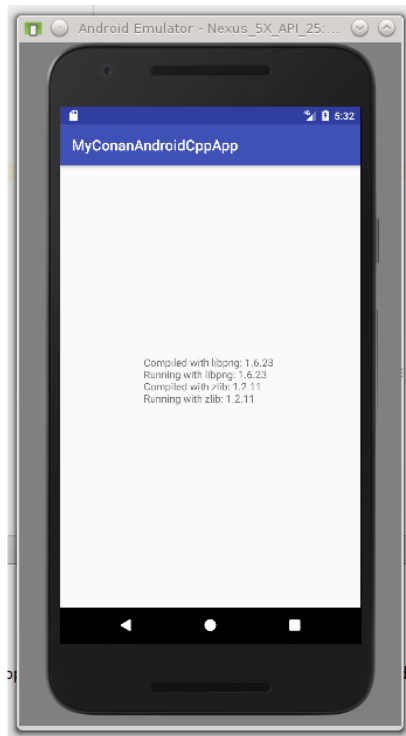 Android Emulator - Nexus_5X_API_25:...
5:32
MyConanAndroidCppApp
Compiled with libpng: 1.6.23
Running with libpng: 1.6.23
Compiled with zlib: 1.2.11
Running with zlib: 1.2.11